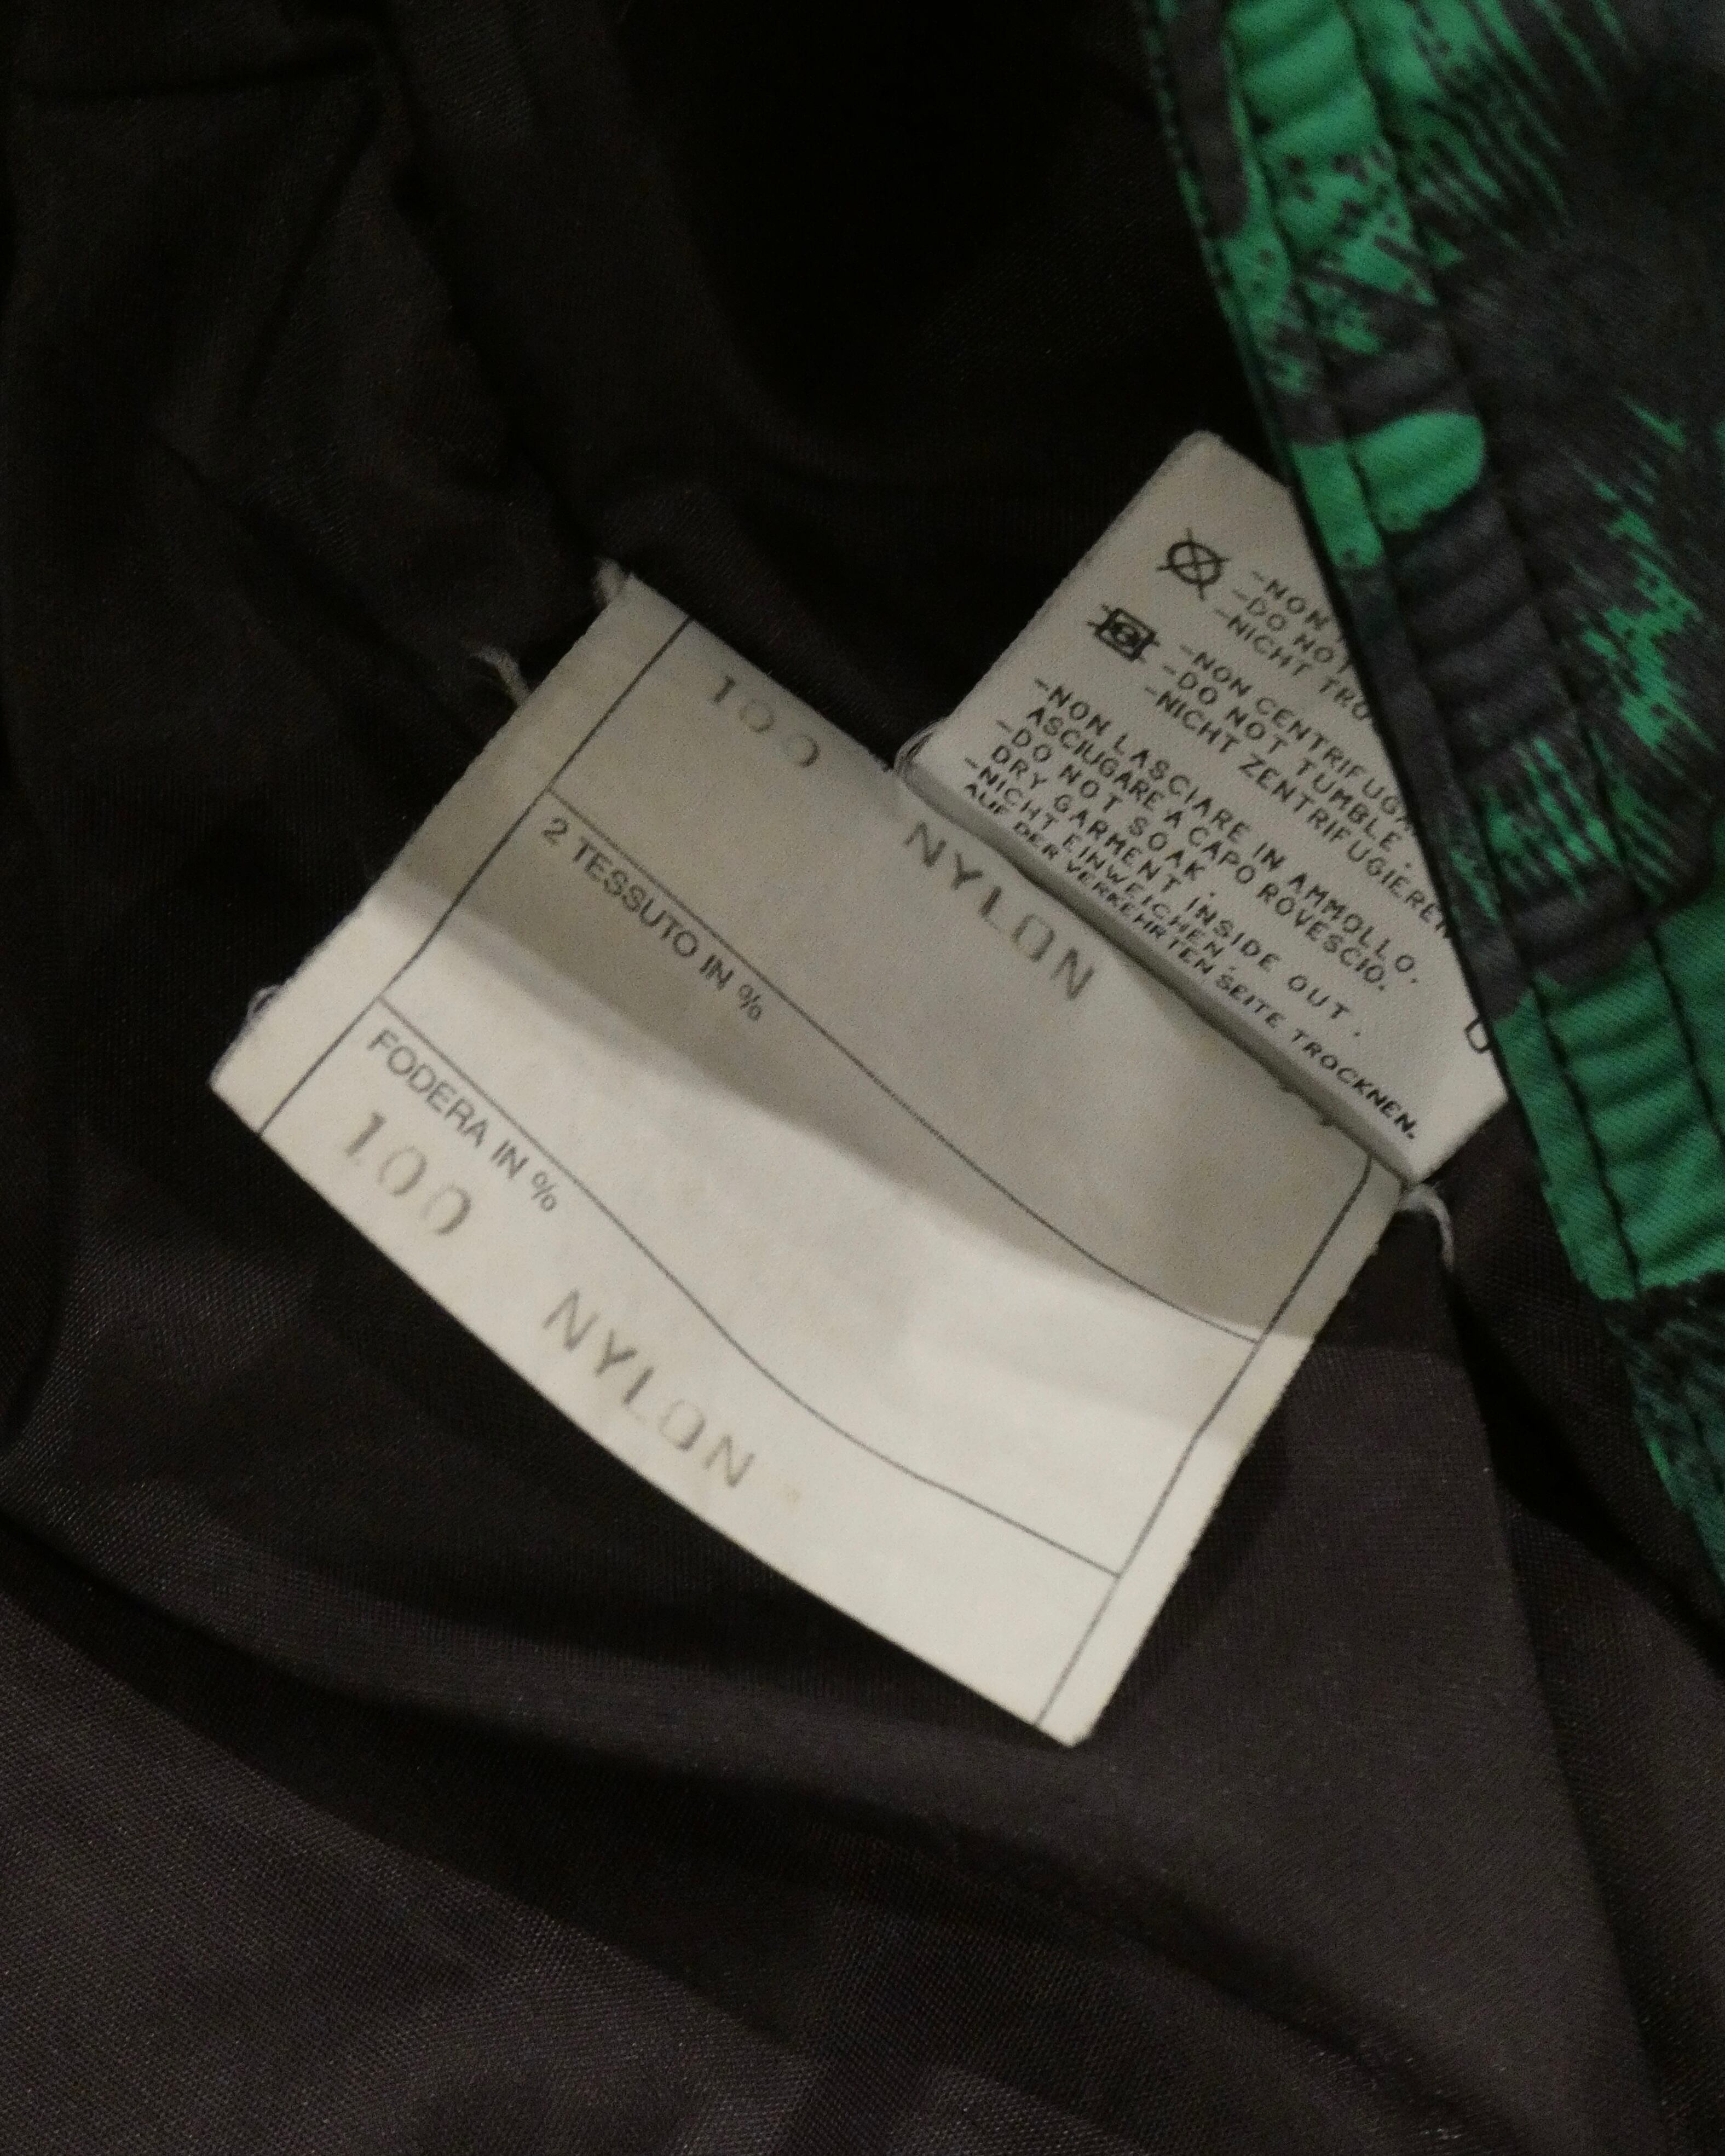 100 NYLON
2 TESSUTO IN %
FODERA IN %
100 NYLON
-NON
-DO NOT
-NICHT
-NON
-DO NOT TUMBLE.
-NICHT ZENTRIFUGIEREN
-NON LASCIARE IN AMMOLLO.
ASCIUGARE A CAPO ROVESCIO.
-DO NOT SOAK.
DRY GARMENT INSIDE OUT.
-NICHT EINWEICHEN.
AUF DER VERKEHRTEN SEITE TROCKNEN.